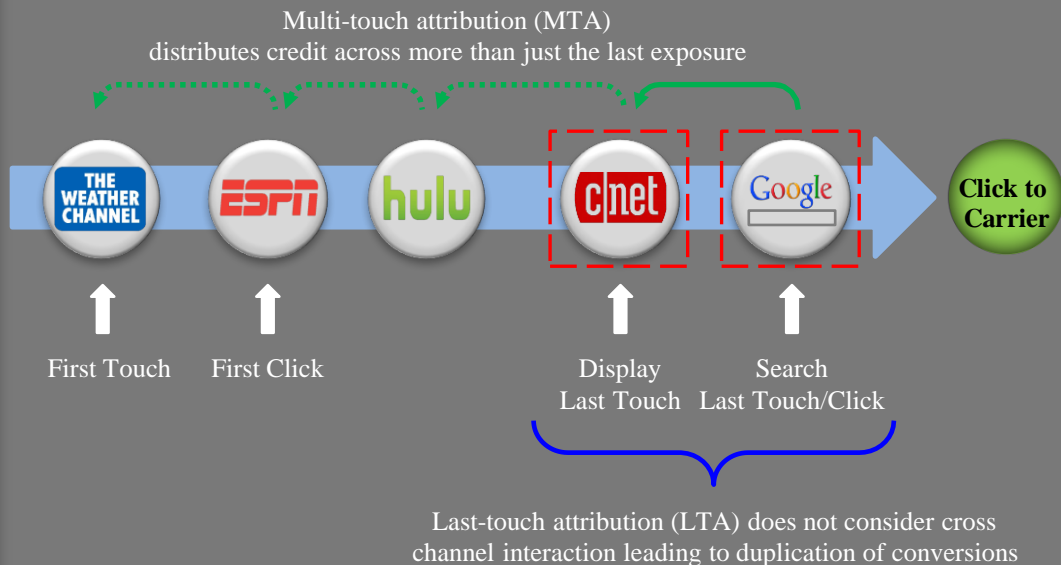 Multi-touch attribution (MTA)
distributes credit across more than just the last exposure
THE
WEATHER
CHANNEL
ESPN
hulu
c|net
Google
Click to
Carrier
First Touch
First Click
Display
Last Touch
Search
Last Touch/Click
Last-touch attribution (LTA) does not consider cross
channel interaction leading to duplication of conversions